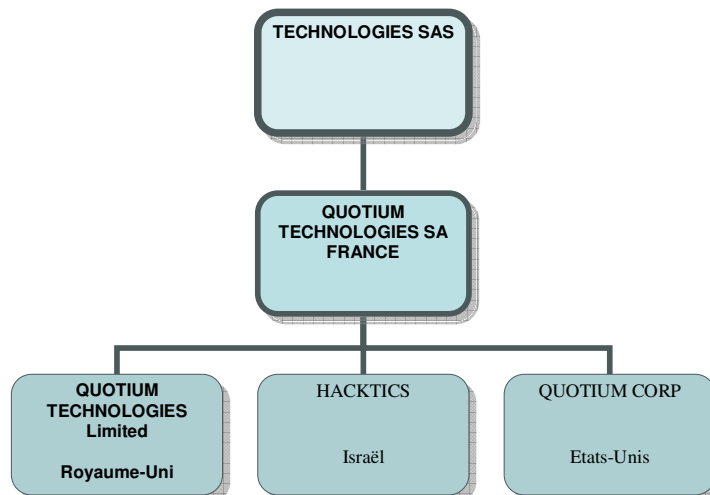 TECHNOLOGIES SAS
QUOTIUM
TECHNOLOGIES SA
FRANCE
QUOTIUM
TECHNOLOGIES
Limited
Royaume-Uni
HACKTICS
Israël
QUOTIUM CORP
Etats-Unis